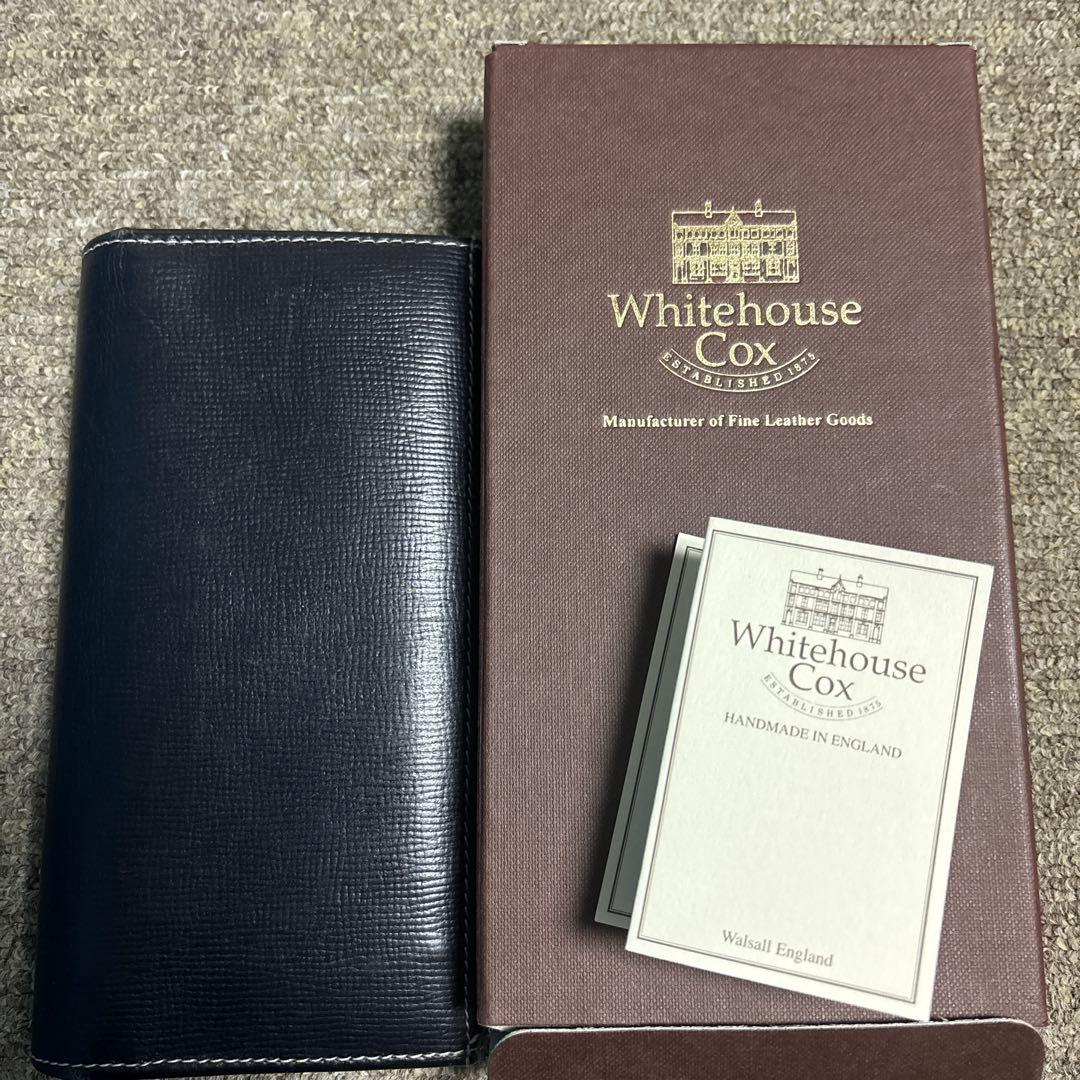 Whitehouse
Cox
ESTABLISHED 1875
Manufacturer of Fine Leather Goods
Whitehouse
Cox
ESTABLISHED 1875
HANDMADE IN ENGLAND
Walsall England